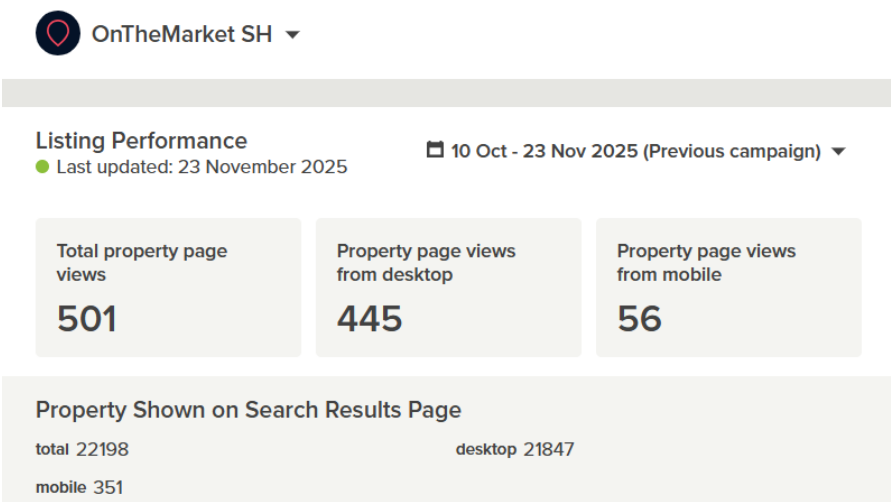 OnTheMarket SH
Listing Performance
Last updated: 23 November 2025
10 Oct - 23 Nov 2025 (Previous campaign)
Total property page
views
501
Property page views
from desktop
445
Property page views
from mobile
56
Property Shown on Search Results Page
total 22198
desktop 21847
mobile 351